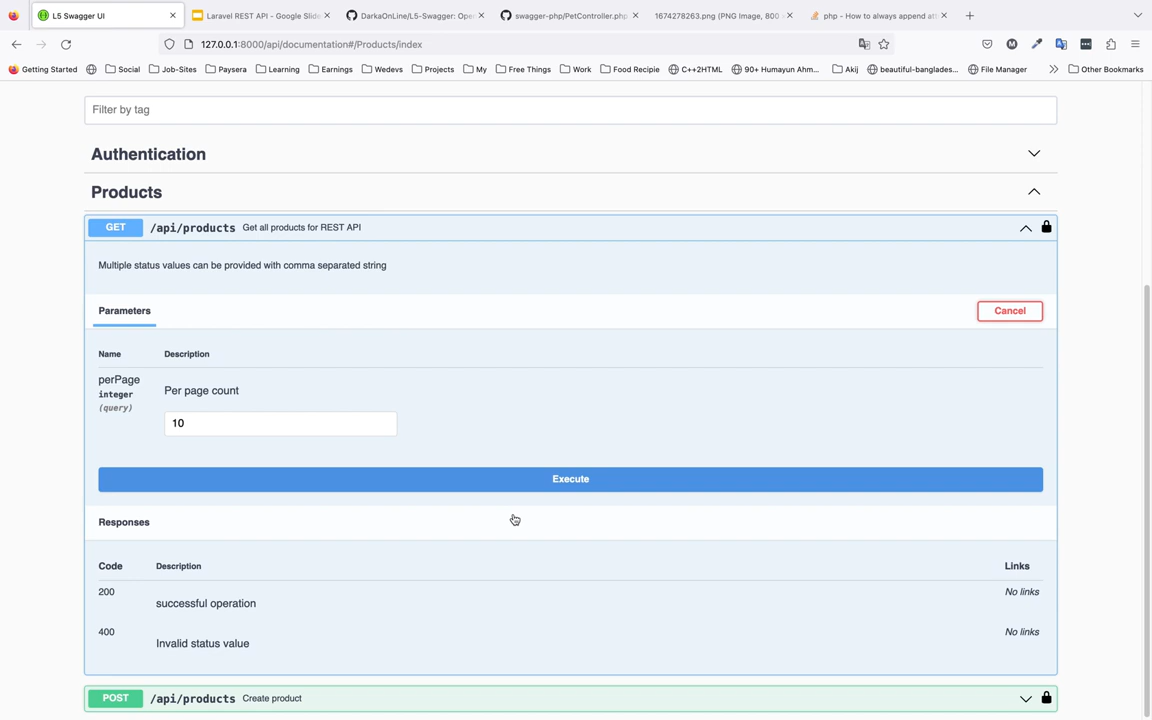 L5 Swagger UI
Laravel REST API - Google Slide
DarkaOnLine/L5-Swagger: Ope
swagger-php/PetController.php
1674278263.png (PNG Image, 800
php - How to always append at
127.0.0.1:8000/api/documentation#/Products/index
Getting Started
Social
Job-Sites
Paysera
Learning
Earnings
Wedevs
Projects
My
Free Things
Work
Food Recipie
C++2HTML
90+ Humayun Ahm...
Akij
beautiful-banglades...
File Manager
Other Bookmarks
Filter by tag
Authentication
Products
GET /api/products Get all products for REST API
Multiple status values can be provided with comma separated string
Parameters
Cancel
Name Description
perPage
integer
(query)
Per page count
10
Execute
Responses
Code Description Links
200 successful operation No links
400 Invalid status value No links
POST /api/products Create product